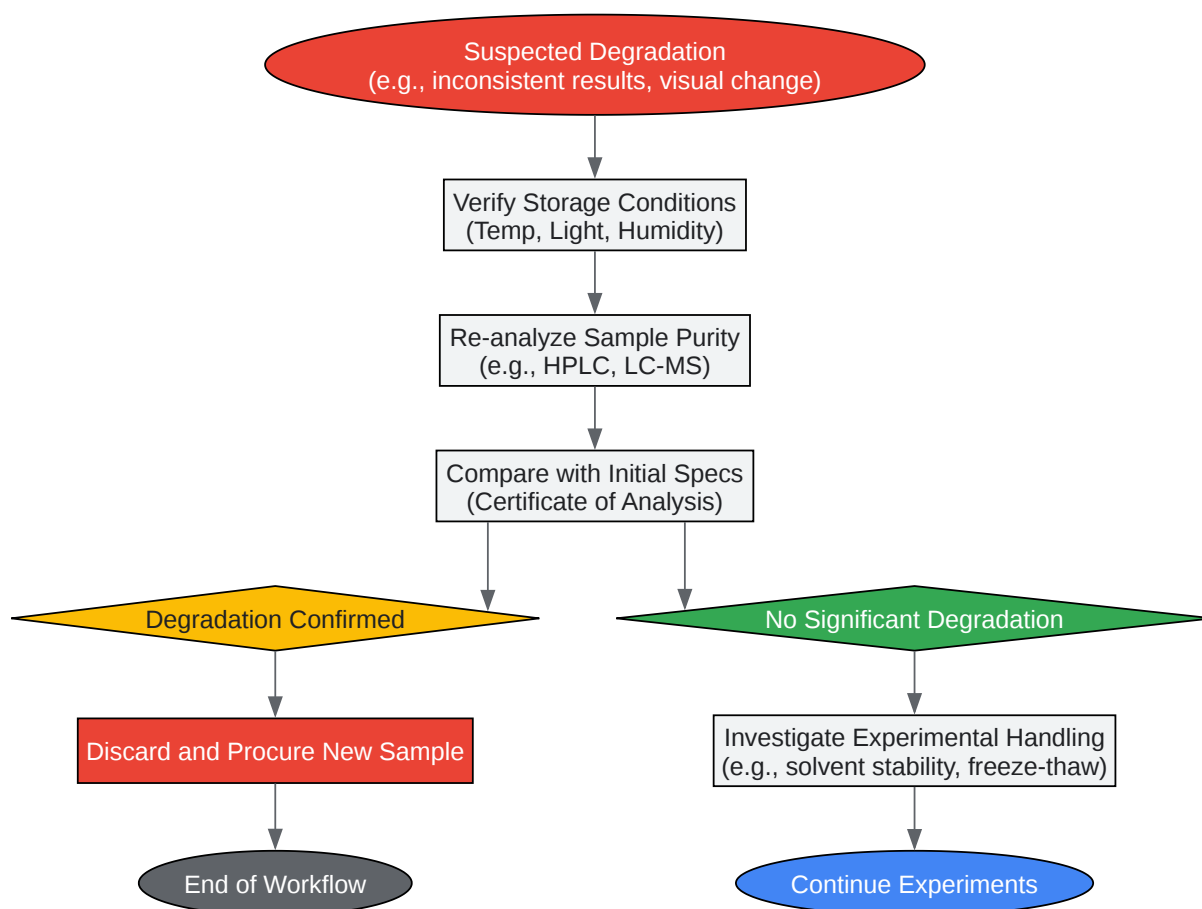 Suspected Degradation
(e.g., inconsistent results, visual change)
Verify Storage Conditions
(Temp, Light, Humidity)
Re-analyze Sample Purity
(e.g., HPLC, LC-MS)
Compare with Initial Specs
(Certificate of Analysis)
Degradation Confirmed
No Significant Degradation
Discard and Procure New Sample
Investigate Experimental Handling
(e.g., solvent stability, freeze-thaw)
End of Workflow
Continue Experiments